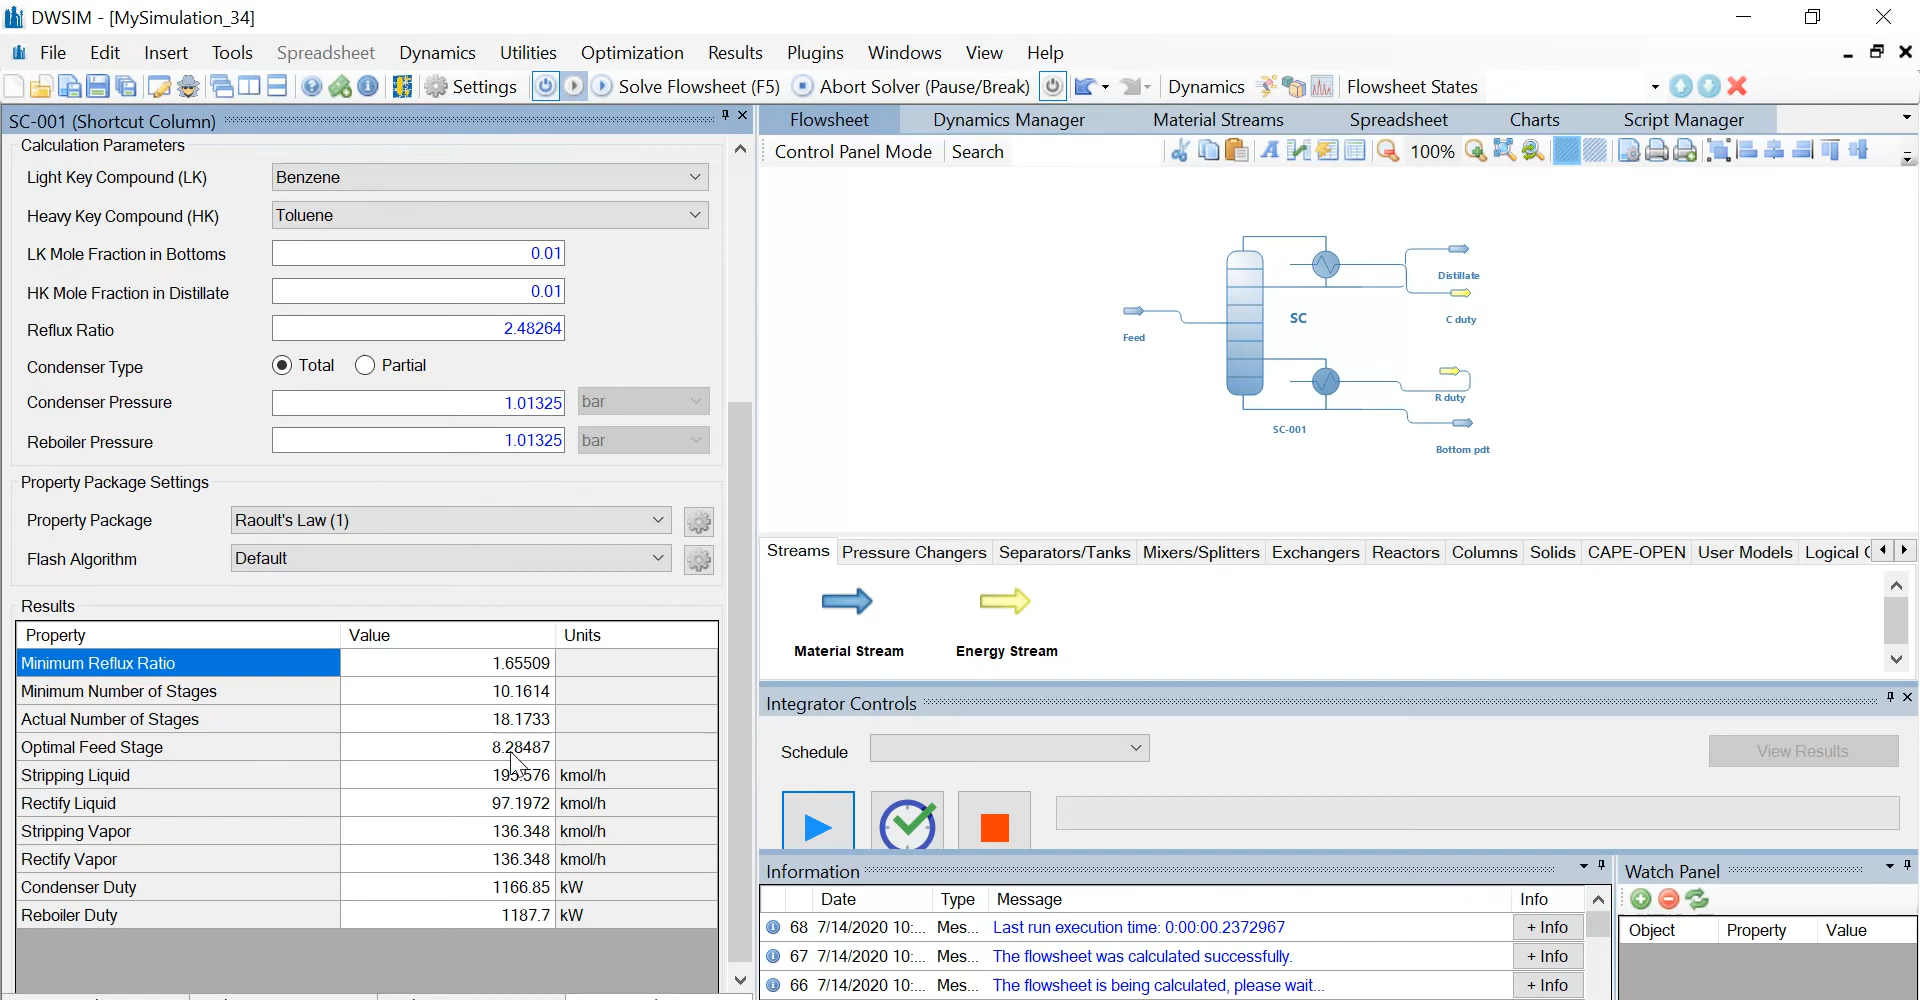 DWSIM - [MySimulation_34]
File Edit Insert Tools Spreadsheet Dynamics Utilities Optimization Results Plugins Windows View Help
Settings Solve Flowsheet (F5) Abort Solver (Pause/Break) Dynamics Flowsheet States
SC-001 (Shortcut Column)
Calculation Parameters
Light Key Compound (LK) Benzene
Heavy Key Compound (HK) Toluene
LK Mole Fraction in Bottoms 0.01
HK Mole Fraction in Distillate 0.01
Reflux Ratio 2.48264
Condenser Type Total Partial
Condenser Pressure 1.01325 bar
Reboiler Pressure 1.01325 bar
Property Package Settings
Property Package Raoult's Law (1)
Flash Algorithm Default
Results
Property Value Units
Minimum Reflux Ratio 1.65509
Minimum Number of Stages 10.1614
Actual Number of Stages 18.1733
Optimal Feed Stage 8.28487
Stripping Liquid kmol/h
Rectify Liquid 97.1972 kmol/h
Stripping Vapor 136.348 kmol/h
Rectify Vapor 136.348 kmol/h
Condenser Duty 1166.85 kW
Reboiler Duty 1187.7 kW
Flowsheet Dynamics Manager Material Streams Spreadsheet Charts Script Manager
Control Panel Mode Search 100%
Distillate
C duty
SC
Feed
R duty
SC-001
Bottom pdt
Streams Pressure Changers Separators/Tanks Mixers/Splitters Exchangers Reactors Columns Solids CAPE-OPEN User Models Logical
Material Stream Energy Stream
Integrator Controls
Schedule View Results
Information
Date Type Message Info
68 7/14/2020 10:... Mes... Last run execution time: 0:00:00.2372967 + Info
67 7/14/2020 10:... Mes... The flowsheet was calculated successfully. + Info
66 7/14/2020 10:... Mes... The flowsheet is being calculated, please wait... + Info
Watch Panel
Object Property Value